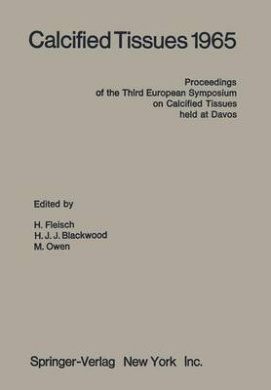 Calcified Tissues 1965
Proceedings
of the Third European Symposium
on Calcified Tissues
held at Davos
Edited by
H. Fleisch
H. J. J. Blackwood
M. Owen
Springer-Verlag New York Inc.